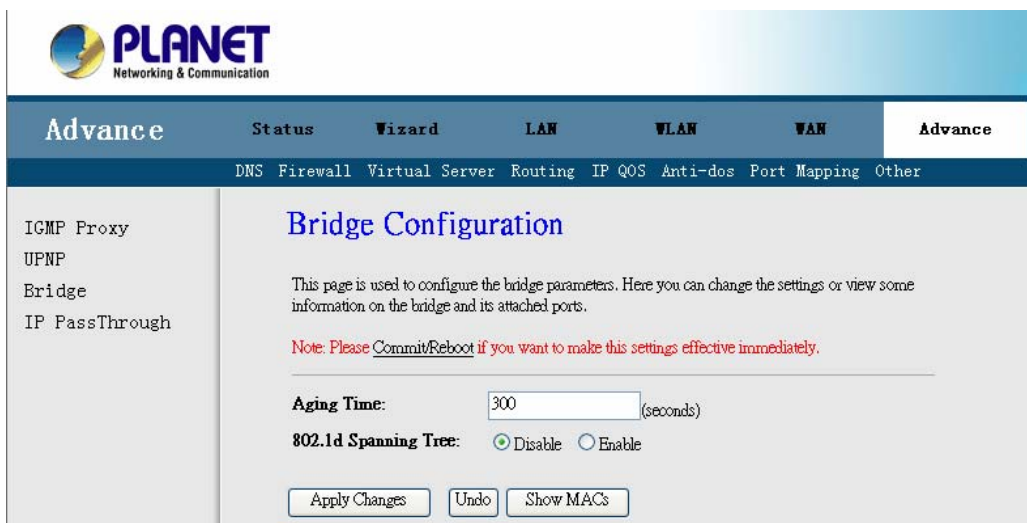 PLANET
Networking & Communication
Advance Status Wizard LAN WLAN WAN Advance
DNS Firewall Virtual Server Routing IP QOS Anti-dos Port Mapping Other
IGMP Proxy
UPNP
Bridge
IP PassThrough
Bridge Configuration
This page is used to configure the bridge parameters. Here you can change the settings or view some
information on the bridge and its attached ports.
Note: Please Commit/Reboot if you want to make this settings effective immediately.
Aging Time: 300 (seconds)
802.1d Spanning Tree: Disable Enable
Apply Changes Undo Show MACs